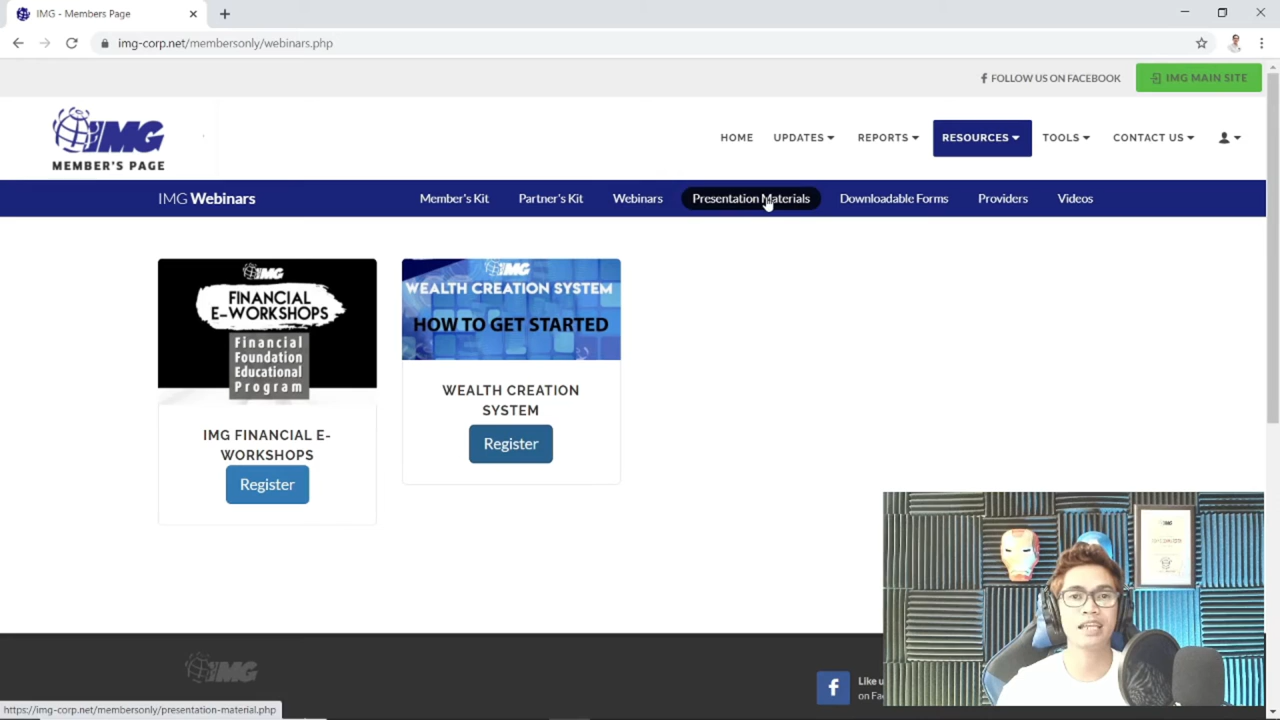 IMG - Members Page
img-corp.net/membersonly/webinars.php
FOLLOW US ON FACEBOOK
IMG MAIN SITE
IMG
MEMBER'S PAGE
HOME
UPDATES
REPORTS
RESOURCES
TOOLS
CONTACT US
IMG Webinars
Member's Kit
Partner's Kit
Webinars
Presentation Materials
Downloadable Forms
Providers
Videos
IMG
FINANCIAL
E-WORKSHOPS
Financial
Foundation
Educational
Program
IMG FINANCIAL E-
WORKSHOPS
Register
IMG
WEALTH CREATION SYSTEM
HOW TO GET STARTED
WEALTH CREATION
SYSTEM
Register
IMG
Like u
on Fac
https://img-corp.net/membersonly/presentation-material.php